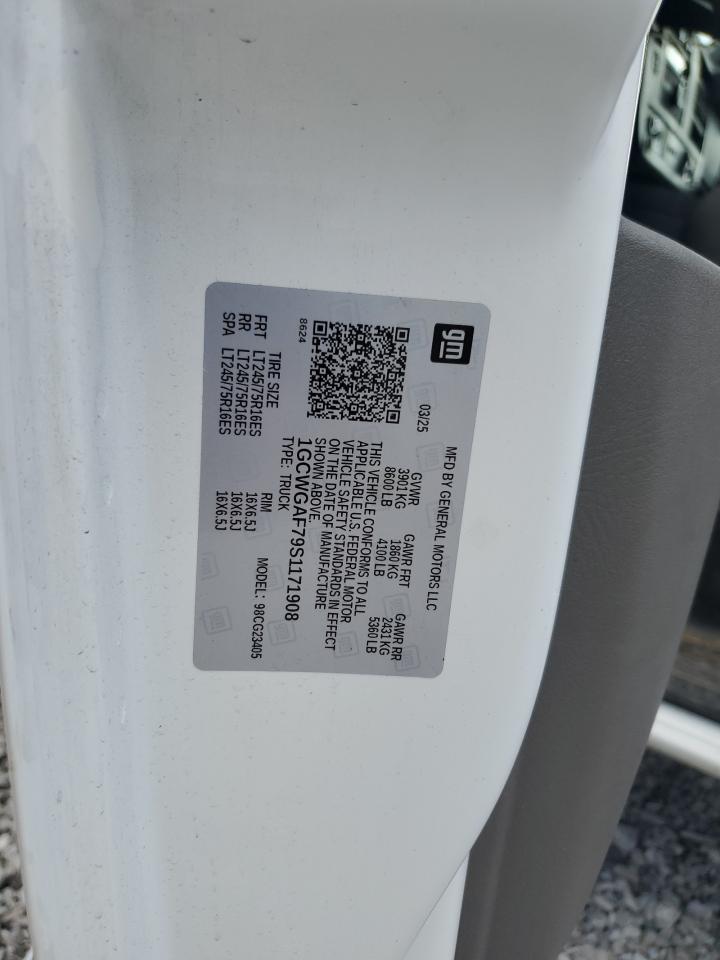 gm
MFD BY GENERAL MOTORS LLC
03/25
GVWR GAWR FRT GAWR RR
3901 KG 1860 KG 2431 KG
8600 LB 4100 LB 5360 LB
THIS VEHICLE CONFORMS TO ALL
APPLICABLE U.S. FEDERAL MOTOR
VEHICLE SAFETY STANDARDS IN EFFECT
ON THE DATE OF MANUFACTURE
SHOWN ABOVE.
1GCWGAF79S1171908
8624
TYPE: TRUCK MODEL: 98CG23405
TIRE SIZE RIM
FRT LT245/75R16ES 16X6.5J
RR LT245/75R16ES 16X6.5J
SPA LT245/75R16ES 16X6.5J